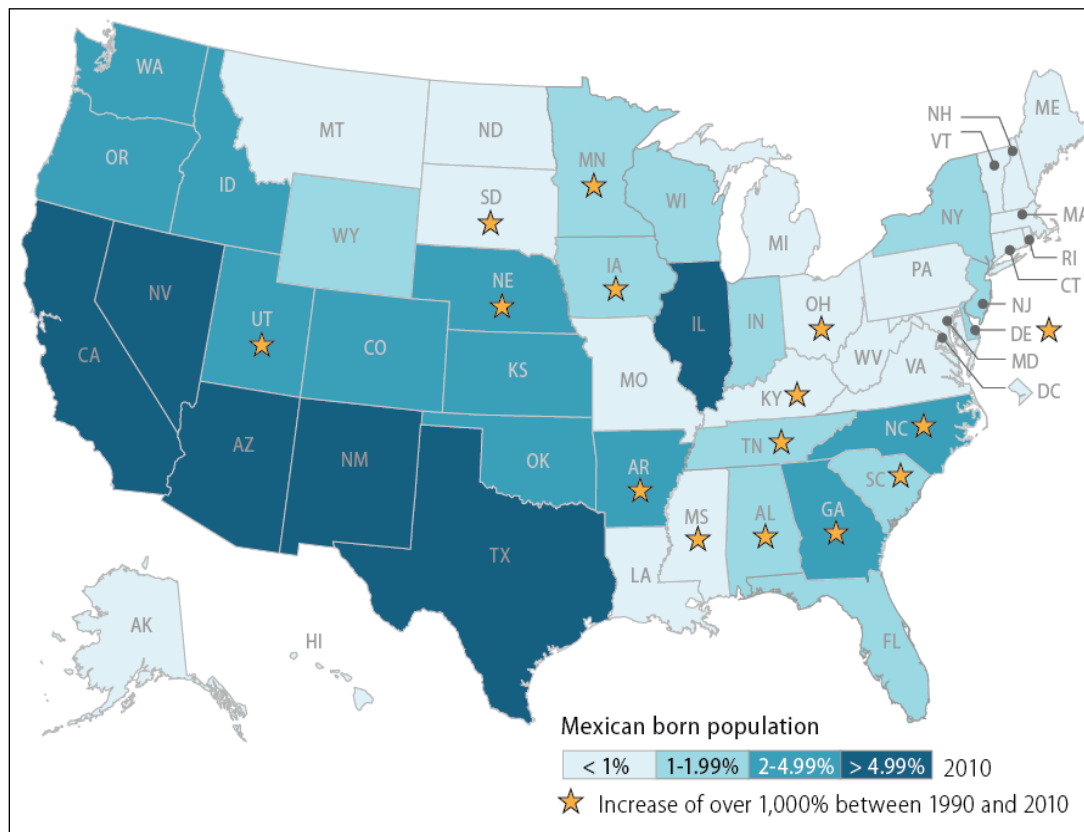 WA
MT
ND
MN
NH
VT
ME
OR
ID
SD
WI
NY
MA
WY
MI
RI
CT
PA
IA
NE
NJ
NV
UT
IL
IN
OH
DE
CO
MD
CA
KS
MO
WV
VA
DC
KY
NC
AZ
NM
OK
TN
AR
SC
MS
AL
GA
TX
LA
AK
HI
FL
Mexican born population
< 1% 1-1.99% 2-4.99% > 4.99% 2010
Increase of over 1,000% between 1990 and 2010